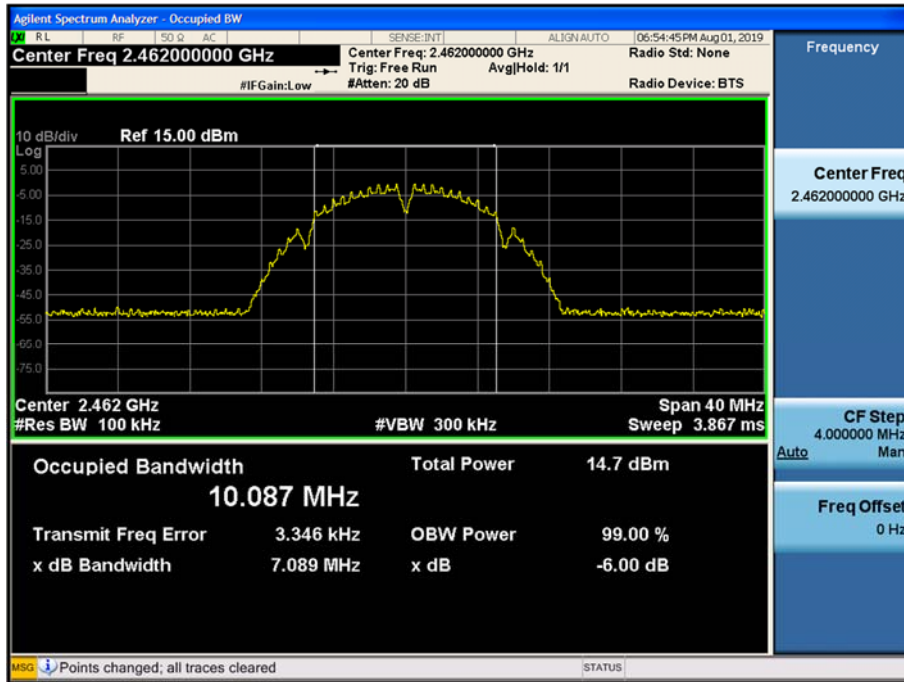 Agilent Spectrum Analyzer - Occupied BW
LXI RL RF 50 Ω AC SENSE:INT ALIGN AUTO 06:54:45 PM Aug 01, 2019
Center Freq 2.462000000 GHz
Center Freq: 2.462000000 GHz
Radio Std: None
Trig: Free Run Avg|Hold: 1/1
#IFGain:Low
#Atten: 20 dB
Radio Device: BTS
10 dB/div Ref 15.00 dBm
Log
5.00
-5.00
-15.0
-25.0
-35.0
-45.0
-55.0
-65.0
-75.0
Center 2.462 GHz Span 40 MHz
#Res BW 100 kHz #VBW 300 kHz Sweep 3.867 ms
Occupied Bandwidth Total Power 14.7 dBm
10.087 MHz
Transmit Freq Error 3.346 kHz OBW Power 99.00 %
x dB Bandwidth 7.089 MHz x dB -6.00 dB
MSG Points changed; all traces cleared STATUS
Frequency
Center Freq
2.462000000 GHz
CF Step
4.000000 MHz
Auto Man
Freq Offset
0 Hz